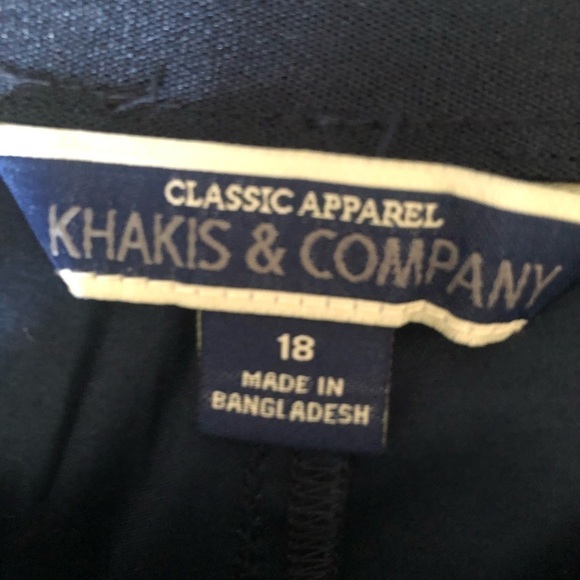 CLASSIC APPAREL
KHAKIS & COMPANY
18
MADE IN
BANGLADESH